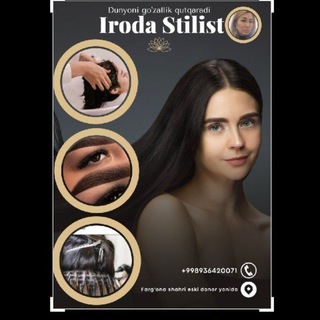 Dunyoni go'zallik qutqaradi
Iroda Stilist
+998936420071
Farg'ona shahri eski donor yonida